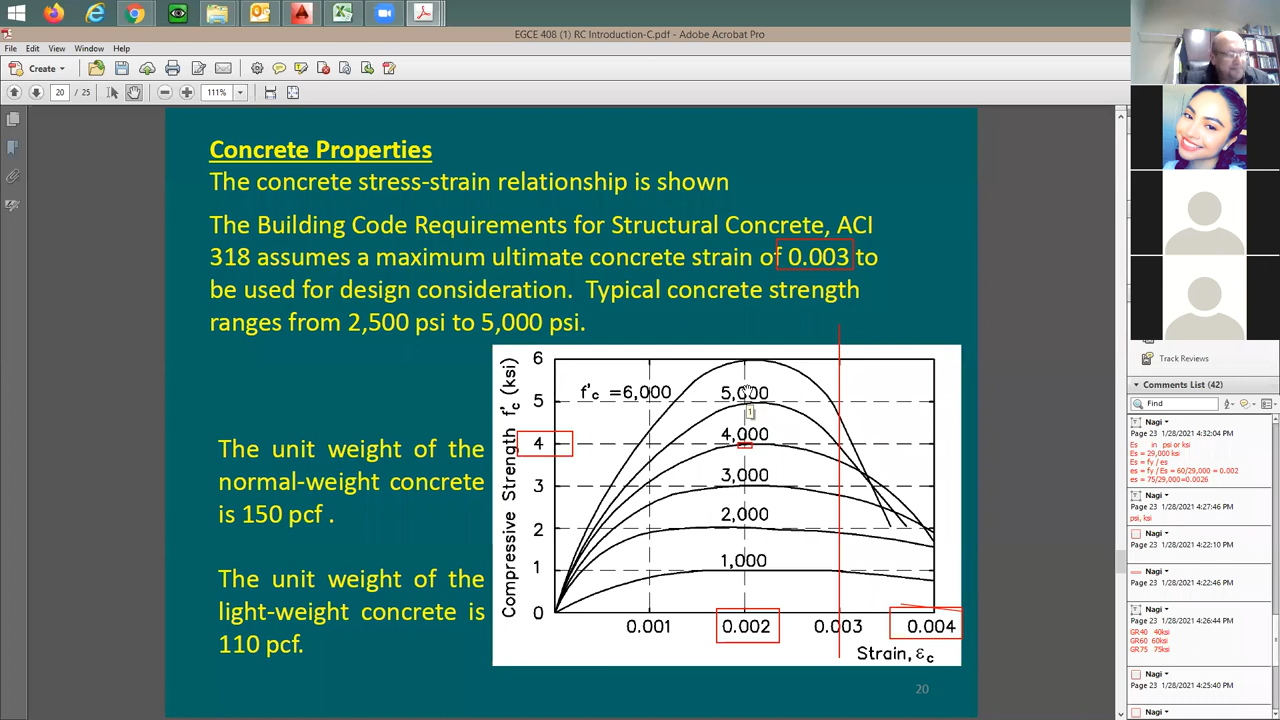 EGCE 408 (1) RC Introduction-C.pdf - Adobe Acrobat Pro
File Edit View Window Help
Create
20 / 25 111%
Concrete Properties
The concrete stress-strain relationship is shown
The Building Code Requirements for Structural Concrete, ACI
318 assumes a maximum ultimate concrete strain of 0.003 to
be used for design consideration. Typical concrete strength
ranges from 2,500 psi to 5,000 psi.
The unit weight of the
normal-weight concrete
is 150 pcf .
The unit weight of the
light-weight concrete is
110 pcf.
Compressive Strength f'c (ksi)
6
5
4
3
2
1
0
f'c =6,000
5,000
1
4,000
3,000
2,000
1,000
0.001 0.002 0.003 0.004
Strain, εc
20
Track Reviews
Comments List (42)
Find
Nagi
Page 23 1/28/2021 4:32:04 PM
Es in psi or ksi
Es = 29,000 ksi
Es = fy / es
es = fy / Es = 60/29,000 = 0.002
es = 75/29,000=0.0026
Nagi
Page 23 1/28/2021 4:27:46 PM
psi, ksi
Nagi
Page 23 1/28/2021 4:22:10 PM
Nagi
Page 23 1/28/2021 4:22:46 PM
Nagi
Page 23 1/28/2021 4:26:44 PM
GR40 40ksi
GR60 60ksi
GR75 75ksi
Nagi
Page 23 1/28/2021 4:25:40 PM
Nagi